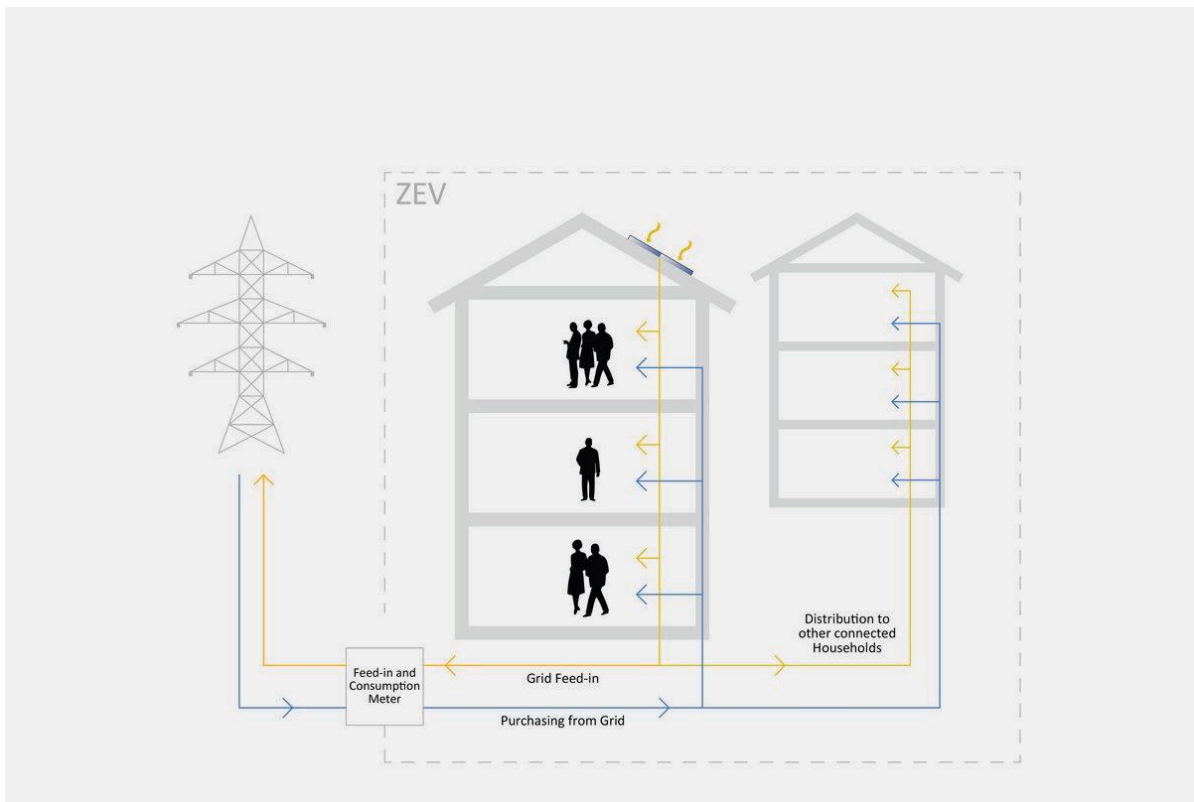 ZEV
Distribution to
other connected
Households
Feed-in and
Consumption
Meter
Grid Feed-in
Purchasing from Grid